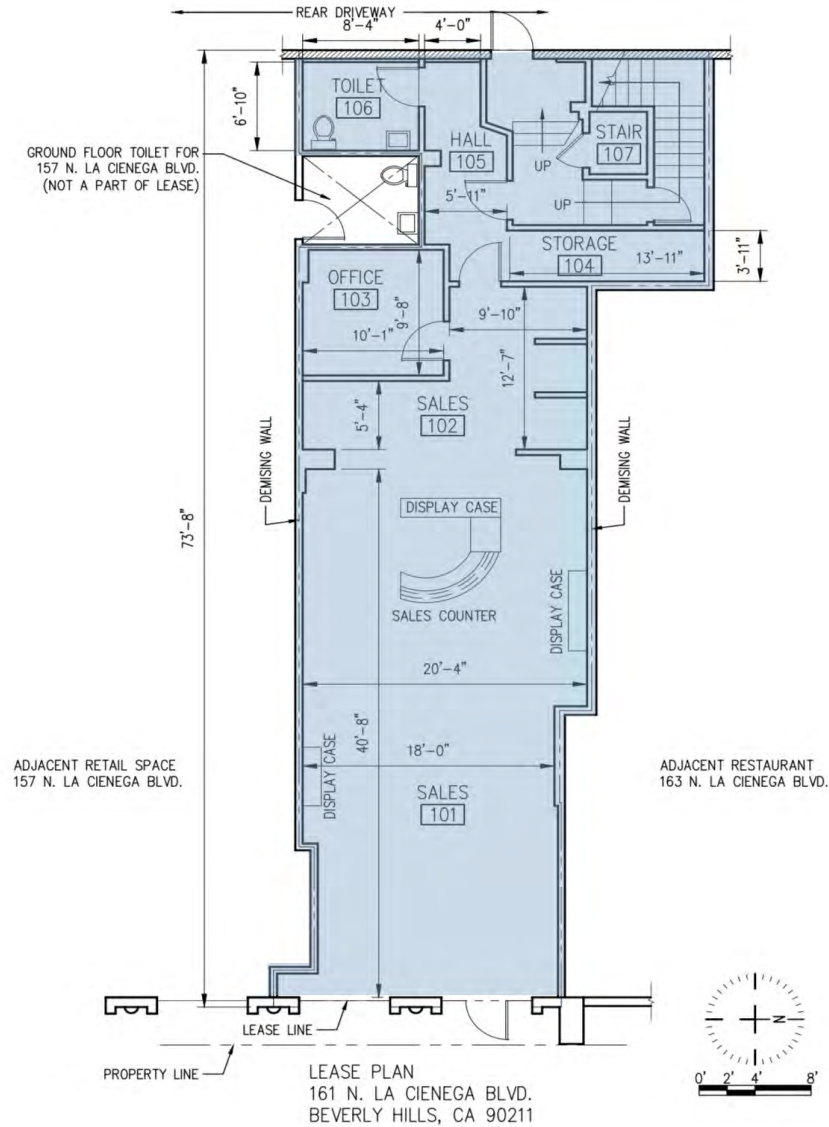 REAR DRIVEWAY
8'-4"
4'-0"
6'-10"
TOILET
106
HALL
105
STAIR
107
UP
UP
GROUND FLOOR TOILET FOR
157 N. LA CIENEGA BLVD.
(NOT A PART OF LEASE)
5'-11"
STORAGE
104
13'-11"
3'-11"
OFFICE
103
9'-8"
10'-1"
9'-10"
12'-7"
5'-4"
SALES
102
DEMISING WALL
DEMISING WALL
73'-8"
DISPLAY CASE
SALES COUNTER
DISPLAY CASE
20'-4"
40'-8"
18'-0"
DISPLAY CASE
SALES
101
ADJACENT RETAIL SPACE
157 N. LA CIENEGA BLVD.
ADJACENT RESTAURANT
163 N. LA CIENEGA BLVD.
LEASE LINE
PROPERTY LINE
N
0' 2' 4' 8'
LEASE PLAN
161 N. LA CIENEGA BLVD.
BEVERLY HILLS, CA 90211